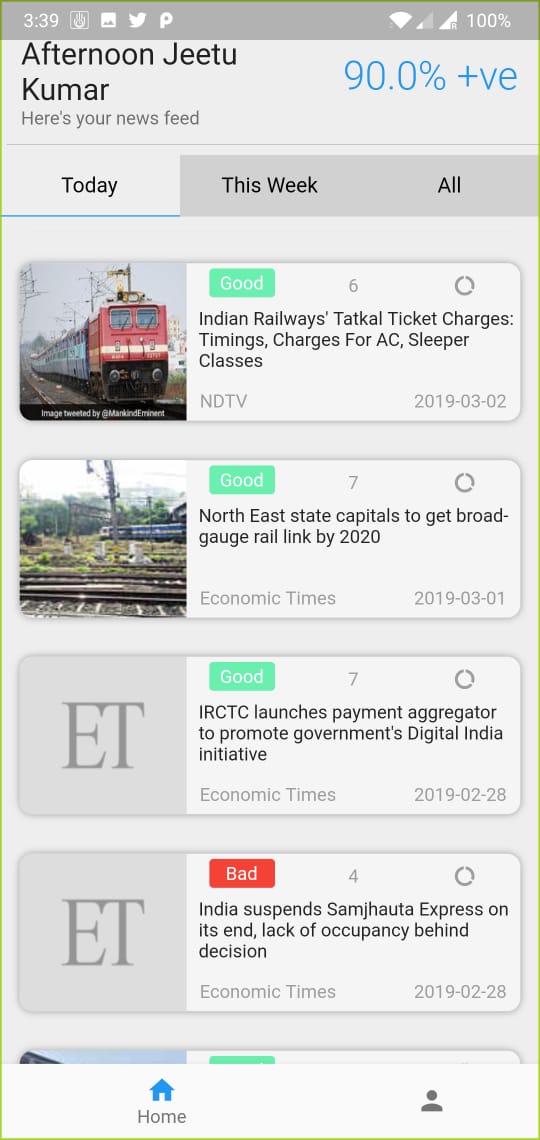 3:39
100%
Afternoon Jeetu
Kumar
90.0% +ve
Here's your news feed
Today
This Week
All
Good
6
Indian Railways' Tatkal Ticket Charges:
Timings, Charges For AC, Sleeper
Classes
Image tweeted by @MankindEminent
NDTV
2019-03-02
Good
7
North East state capitals to get broad-
gauge rail link by 2020
Economic Times
2019-03-01
ET
Good
7
IRCTC launches payment aggregator
to promote government's Digital India
initiative
Economic Times
2019-02-28
ET
Bad
4
India suspends Samjhauta Express on
its end, lack of occupancy behind
decision
Economic Times
2019-02-28
Home